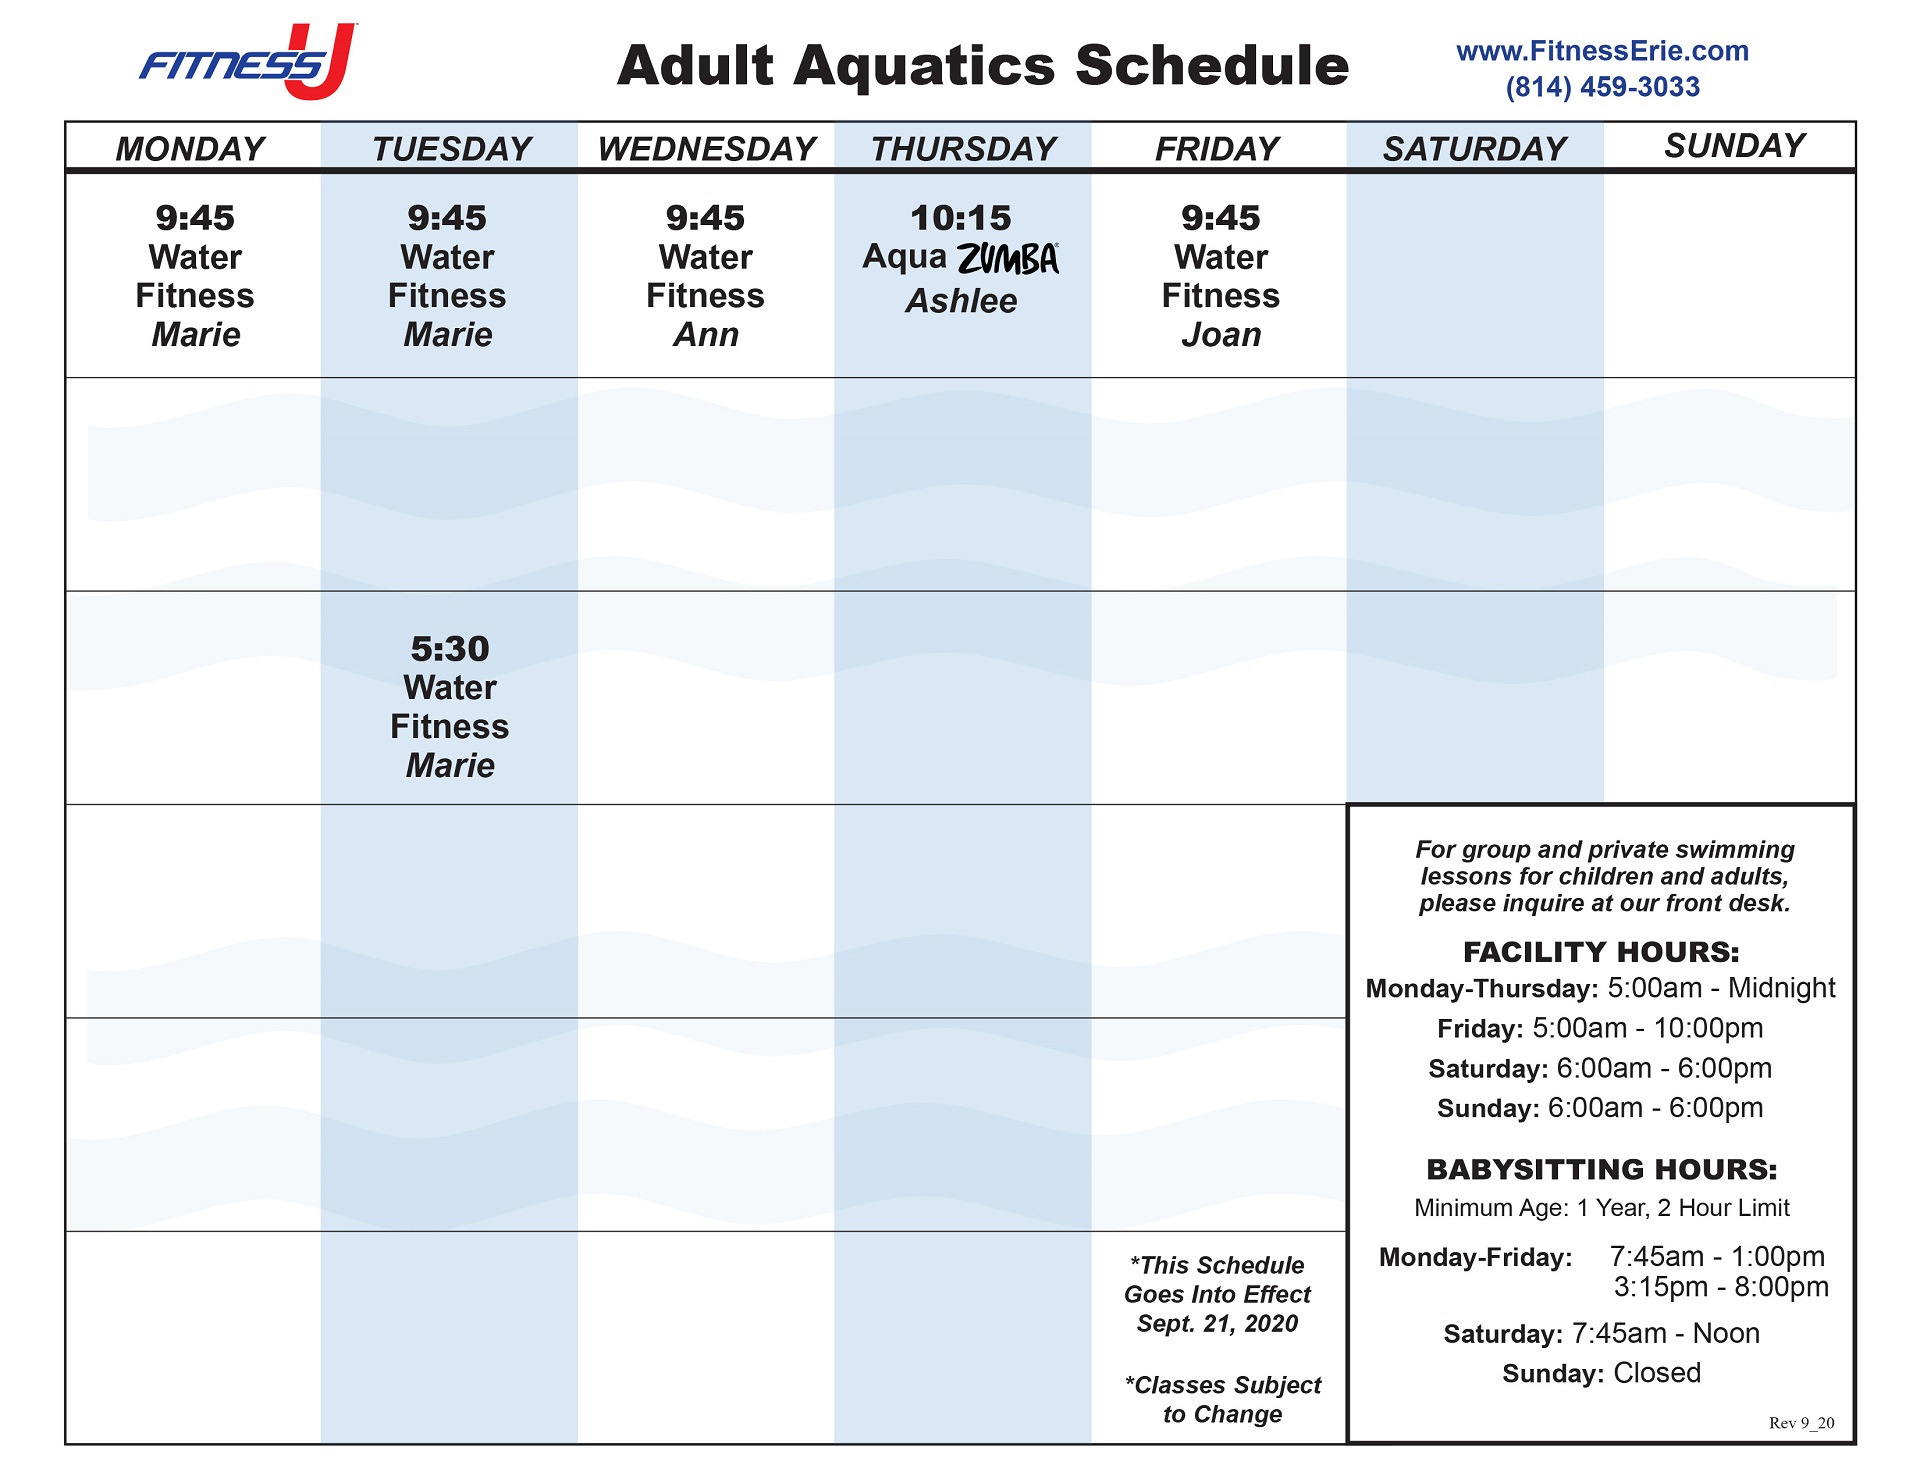 FITNESS U
Adult Aquatics Schedule
www.FitnessErie.com
(814) 459-3033
MONDAY TUESDAY WEDNESDAY THURSDAY FRIDAY SATURDAY SUNDAY
9:45
Water
Fitness
Marie
9:45
Water
Fitness
Marie
9:45
Water
Fitness
Ann
10:15
Aqua ZUMBA®
Ashlee
9:45
Water
Fitness
Joan
5:30
Water
Fitness
Marie
For group and private swimming
lessons for children and adults,
please inquire at our front desk.
FACILITY HOURS:
Monday-Thursday: 5:00am - Midnight
Friday: 5:00am - 10:00pm
Saturday: 6:00am - 6:00pm
Sunday: 6:00am - 6:00pm
BABYSITTING HOURS:
Minimum Age: 1 Year, 2 Hour Limit
Monday-Friday: 7:45am - 1:00pm
3:15pm - 8:00pm
Saturday: 7:45am - Noon
Sunday: Closed
Rev 9_20
*This Schedule
Goes Into Effect
Sept. 21, 2020
*Classes Subject
to Change